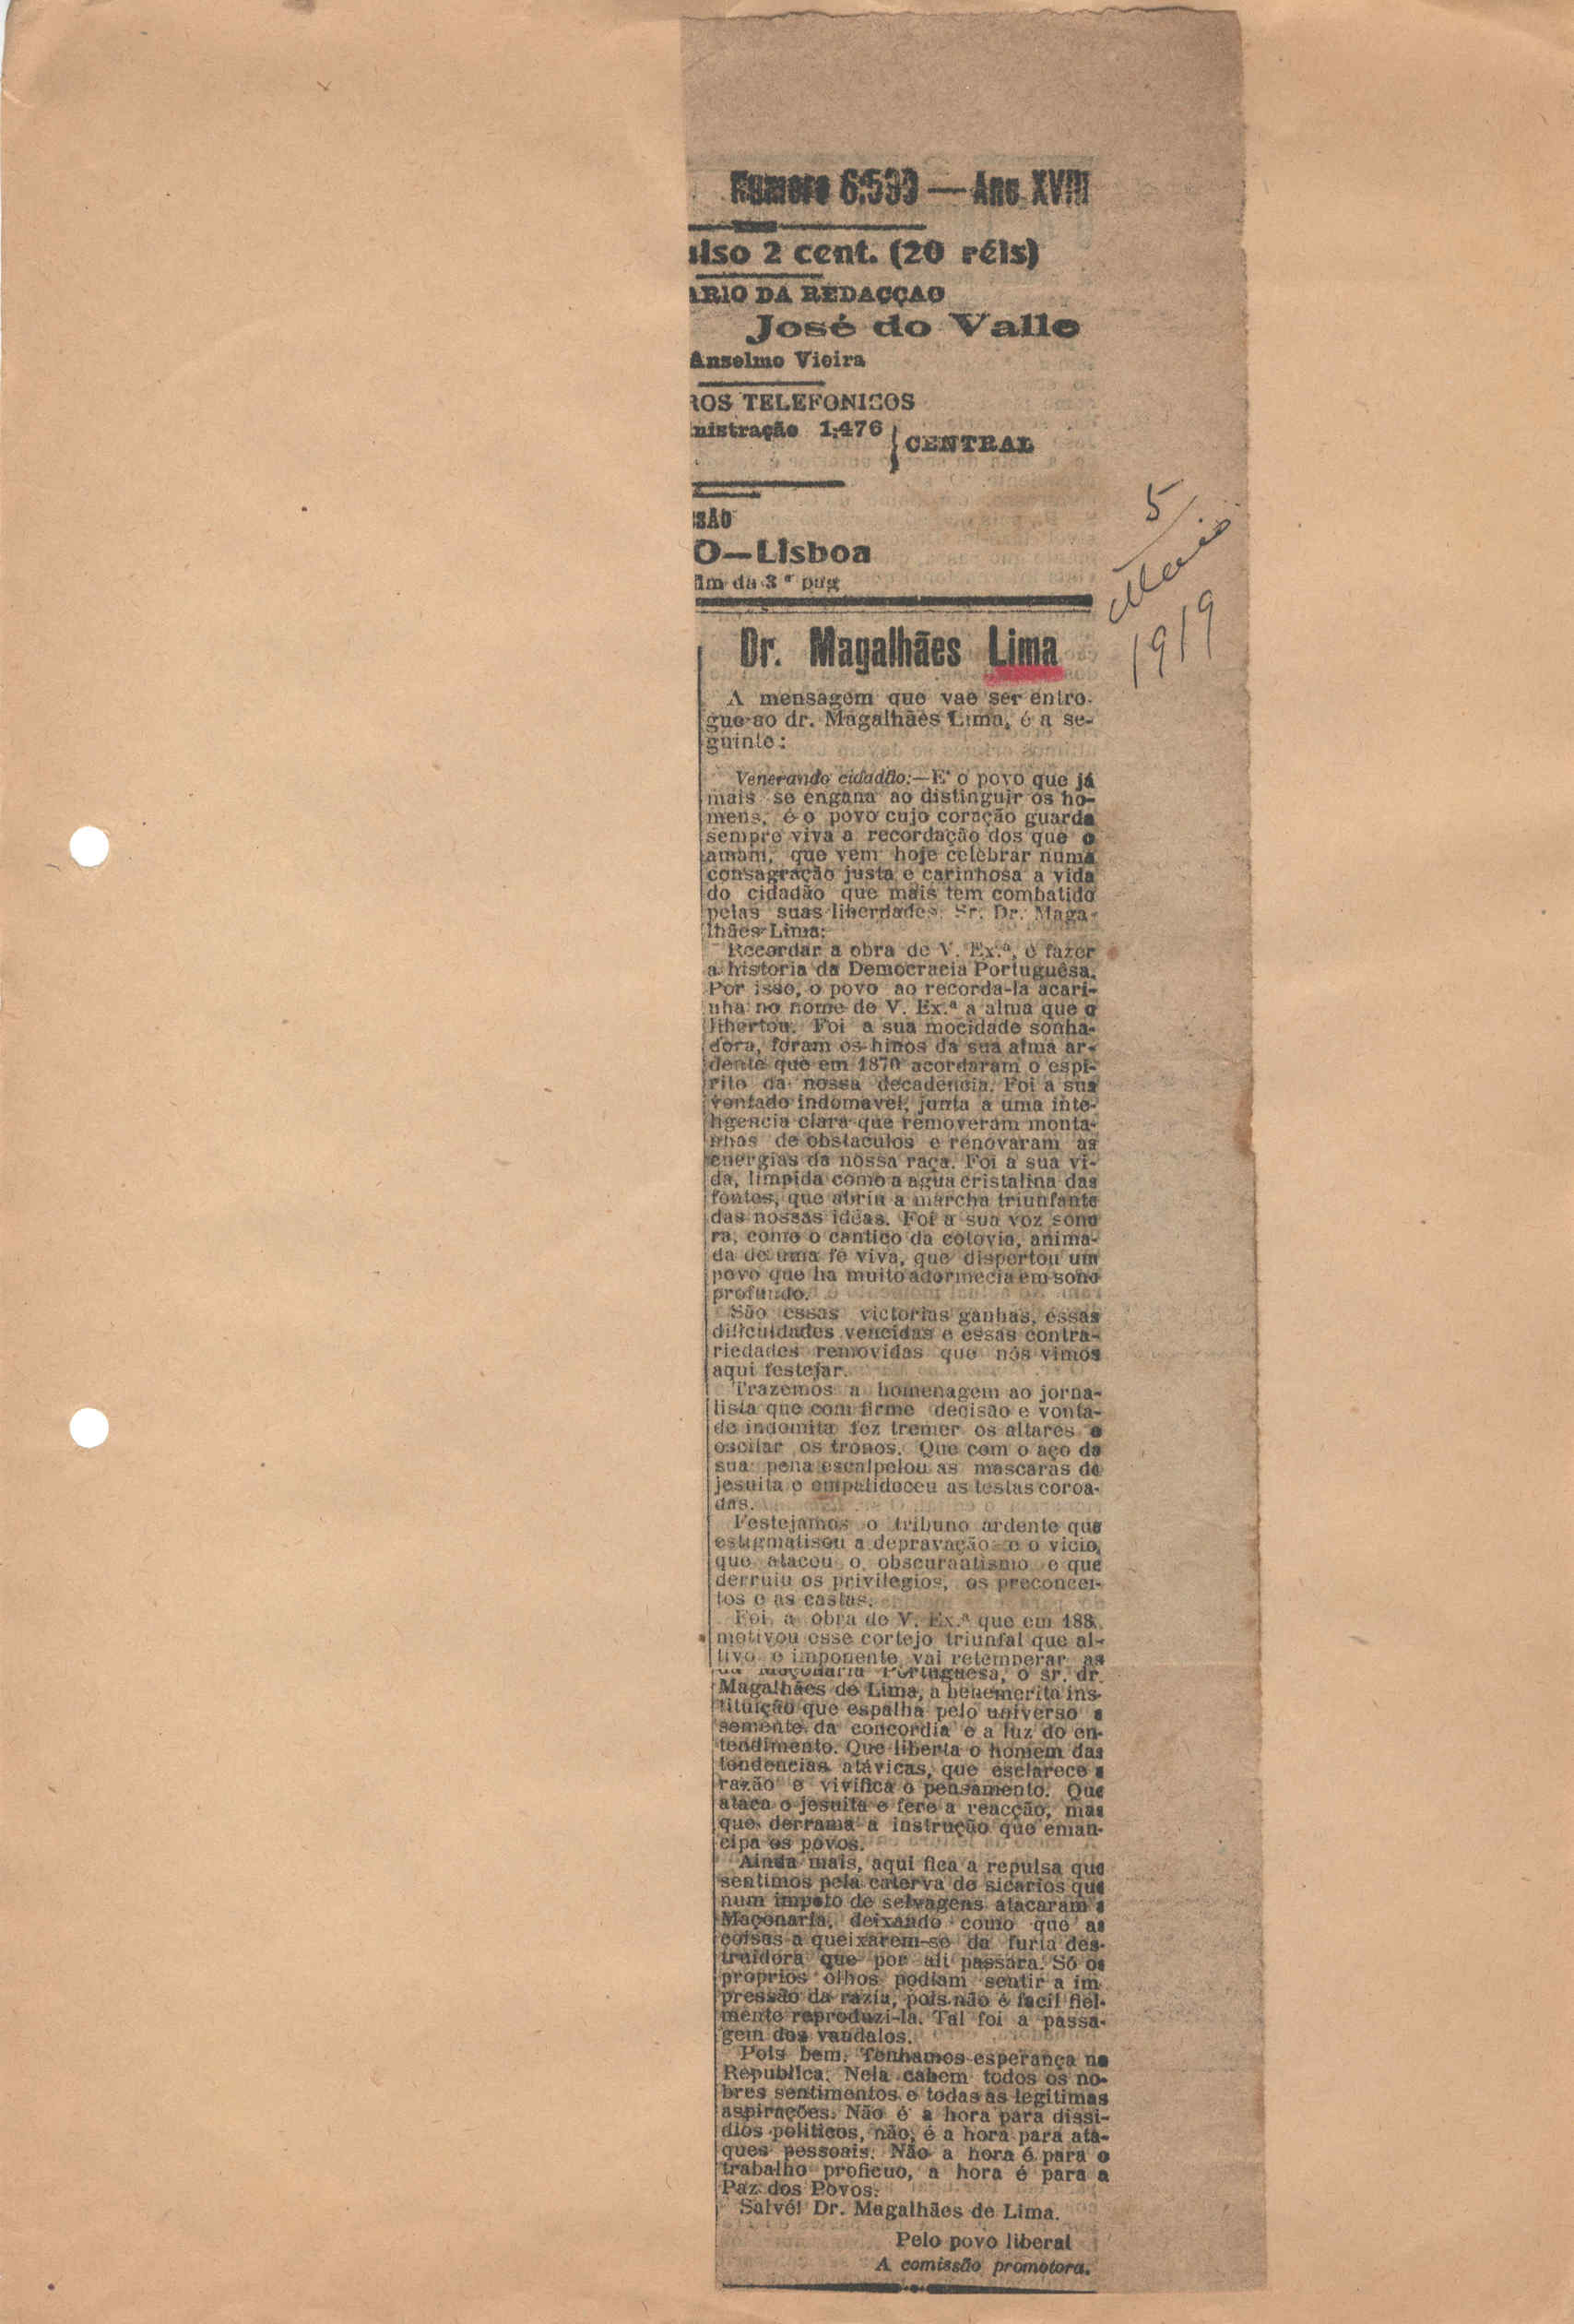 Numero 6:539 — Ano XVIII
ulso 2 cent. (20 réis)
ARIO DA REDACÇÃO
José do Valle
Anselmo Vieira
ROS TELEFONICOS
nistração 1:476 } CENTRAL
SÃO
O—Lisboa
im da 3ª pag
5
Maio
1919
Dr. Magalhães Lima
A mensagem que vae ser entre-
gue ao dr. Magalhães Lima, é a se-
guinte:
Venerando cidadão:—E' o povo que já
mais se engana ao distinguir os ho-
mens, é o povo cujo coração guarda
sempre viva a recordação dos que o
amam, que vem hoje celebrar numa
consagração justa e carinhosa a vida
do cidadão que mais tem combatido
pelas suas liberdades: Sr. Dr. Maga-
lhães Lima:
Recordar a obra de V. Ex.ª, é fazer
a historia da Democracia Portuguêsa.
Por isso, o povo ao recorda-la acari-
nha no nome de V. Ex.ª a alma que o
libertou. Foi a sua mocidade sonha-
dora, foram os hinos da sua alma ar-
dente que em 1870 acordaram o espi-
rito da nossa decadencia. Foi a sua
vontade indomavel, junta a uma inte-
ligencia clara que removeram monta-
nhas de obstaculos e renovaram as
energias da nossa raça. Foi a sua vi-
da, limpida como a agua cristalina das
fontes, que abriu a marcha triunfante
das nossas idéas. Foi a sua voz sono
ra, como o cantico da cotovia, anima-
da de uma fé viva, que dispertou um
povo que ha muito adormecia em sono
profundo.
São essas victorias ganhas, essas
dificuldades vencidas e essas contra-
riedades removidas que nós vimos
aqui festejar.
Trazemos a homenagem ao jorna-
lista que com firme decisão e vonta-
de indomita fez tremer os altares e
oscilar os tronos. Que com o aço da
sua pena escalpelou as mascaras do
jesuita e empalideceu as testas coroa-
das.
Festejamos o tribuno ardente que
estigmatisou a depravação e o vicio,
que atacou o obscurantismo e que
derruiu os privilegios, os preconcei-
tos e as castas.
Foi a obra de V. Ex.ª que em 188
motivou esse cortejo triunfal que al-
tivo e imponente vai retemperar as
da Maçonaria Portuguesa, o sr. dr.
Magalhães de Lima, a benemerita ins-
tituição que espalha pelo universo a
semente da concordia e a luz do en-
tendimento. Que liberta o homem das
tendencias atávicas, que esclarece a
razão e vivifica o pensamento. Que
ataca o jesuita e fere a reacção, mas
que derrama a instrução que eman-
cipa os povos.
Ainda mais, aqui fica a repulsa que
sentimos pela caterva de sicarios que
num impeto de selvagens atacaram a
Maçonaria, deixando como que as
coisas a queixarem-se da furia des-
truidora que por ali passara. Só os
proprios olhos podiam sentir a im
pressão da razia, pois não é facil fiel-
mente reproduzi-la. Tal foi a passa-
gem dos vandalos.
Pois bem. Tenhamos esperança na
Republica. Nela cabem todos os no-
bres sentimentos e todas as legitimas
aspirações. Não é a hora para dissi-
dios politicos, não, é a hora para ata-
ques pessoais. Não a hora é para o
trabalho proficuo, a hora é para a
Paz dos Povos.
Salvé! Dr. Magalhães de Lima.
Pelo povo liberal
A comissão promotora.